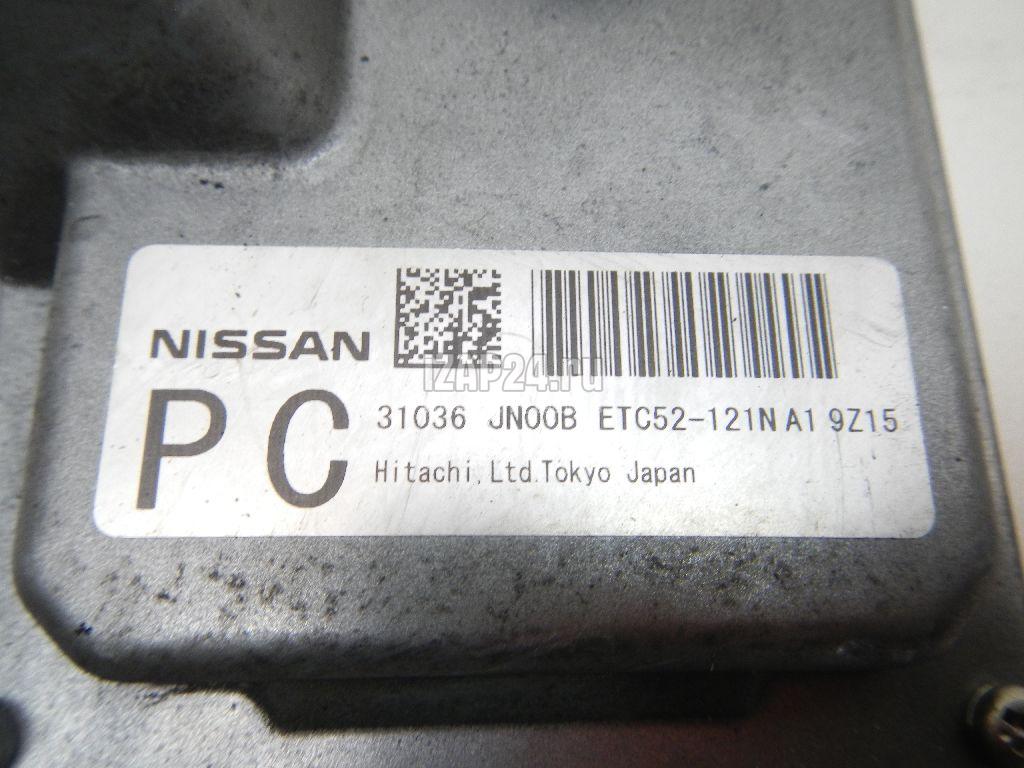 NISSAN
IZAP24.ru
PC
31036 JN00B ETC52-121N A1 9Z15
Hitachi,Ltd.Tokyo Japan